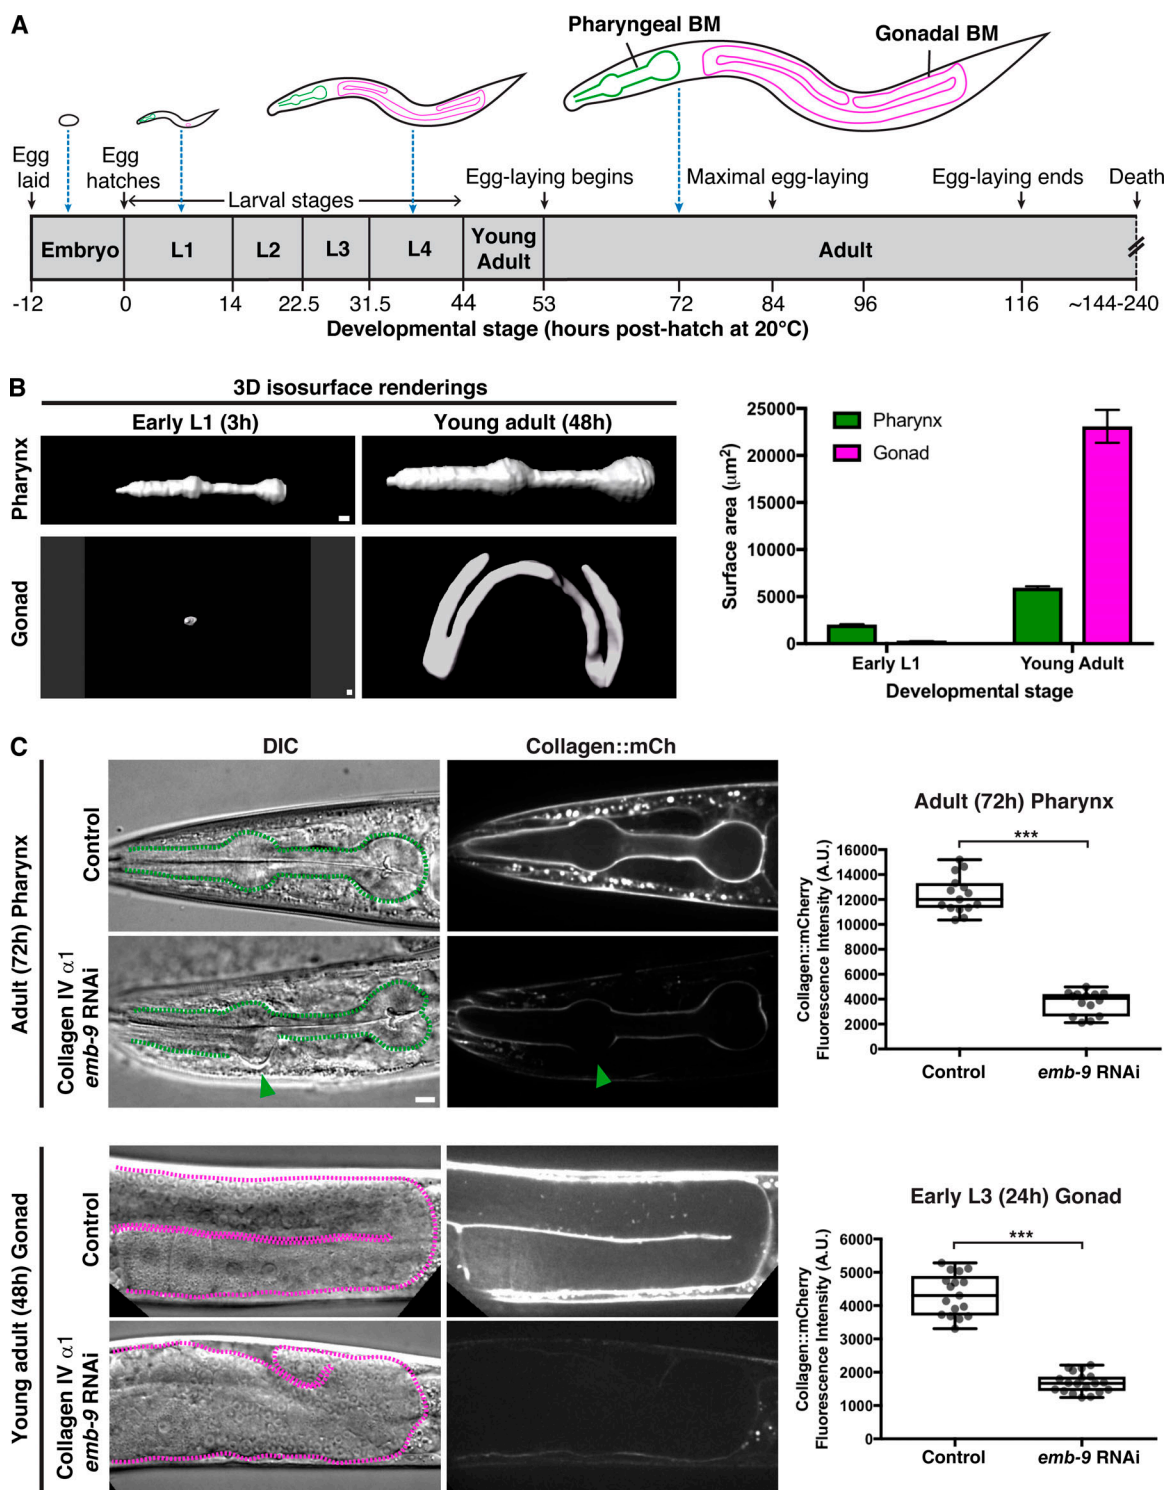 A
Pharyngeal BM
Gonadal BM
Egg laid
Egg hatches
Larval stages
Egg-laying begins
Maximal egg-laying
Egg-laying ends
Death
Embryo
L1
L2
L3
L4
Young Adult
Adult
-12
0
14
22.5
31.5
44
53
72
84
96
116
~144-240
Developmental stage (hours post-hatch at 20°C)
B
3D isosurface renderings
Early L1 (3h)
Young adult (48h)
Pharynx
Gonad
25000
20000
15000
10000
5000
0
Surface area (μm²)
Pharynx
Gonad
Early L1
Young Adult
Developmental stage
C
DIC
Collagen::mCh
Adult (72h) Pharynx
Control
Collagen IV α1
emb-9 RNAi
Adult (72h) Pharynx
***
Collagen::mCherry
Fluorescence Intensity (A.U.)
16000
14000
12000
10000
8000
6000
4000
2000
0
Control
emb-9 RNAi
Young adult (48h) Gonad
Control
Collagen IV α1
emb-9 RNAi
Early L3 (24h) Gonad
***
Collagen::mCherry
Fluorescence Intensity (A.U.)
6000
5000
4000
3000
2000
1000
0
Control
emb-9 RNAi